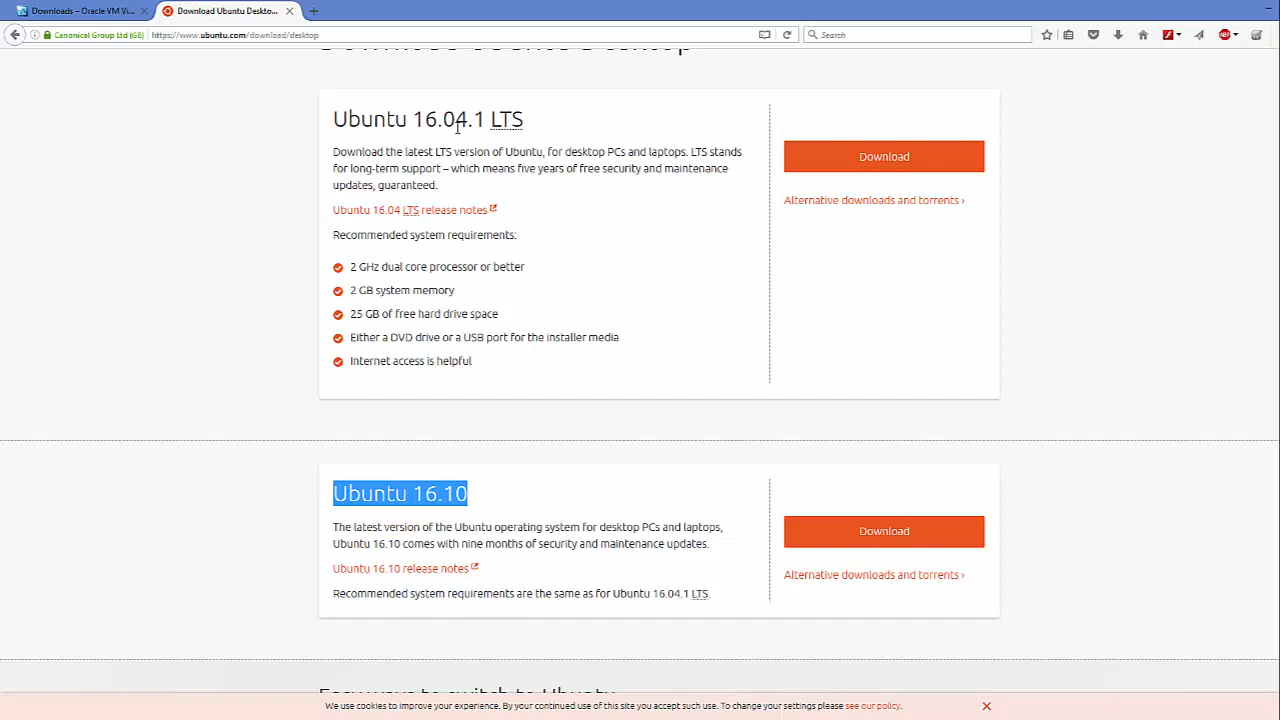 Downloads – Oracle VM Vi...
Download Ubuntu Deskto...
Canonical Group Ltd (GB)
https://www.ubuntu.com/download/desktop
Search
Download Ubuntu Desktop
Ubuntu 16.04.1 LTS
Download the latest LTS version of Ubuntu, for desktop PCs and laptops. LTS stands
for long-term support – which means five years of free security and maintenance
updates, guaranteed.
Ubuntu 16.04 LTS release notes
Recommended system requirements:
2 GHz dual core processor or better
2 GB system memory
25 GB of free hard drive space
Either a DVD drive or a USB port for the installer media
Internet access is helpful
Download
Alternative downloads and torrents ›
Ubuntu 16.10
The latest version of the Ubuntu operating system for desktop PCs and laptops,
Ubuntu 16.10 comes with nine months of security and maintenance updates.
Ubuntu 16.10 release notes
Recommended system requirements are the same as for Ubuntu 16.04.1 LTS.
Download
Alternative downloads and torrents ›
Easy ways to switch to Ubuntu
We use cookies to improve your experience. By your continued use of this site you accept such use. To change your settings please see our policy.